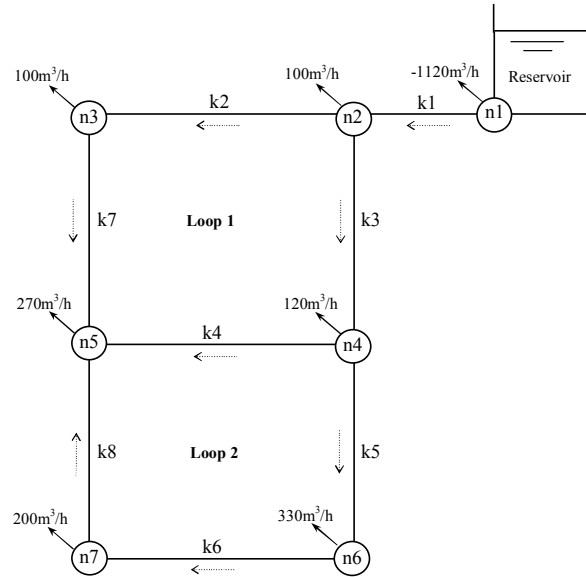 100m³/h
100m³/h
-1120m³/h
Reservoir
n3
k2
n2
k1
n1
k7
Loop 1
k3
270m³/h
120m³/h
n5
k4
n4
k8
Loop 2
k5
200m³/h
330m³/h
n7
k6
n6